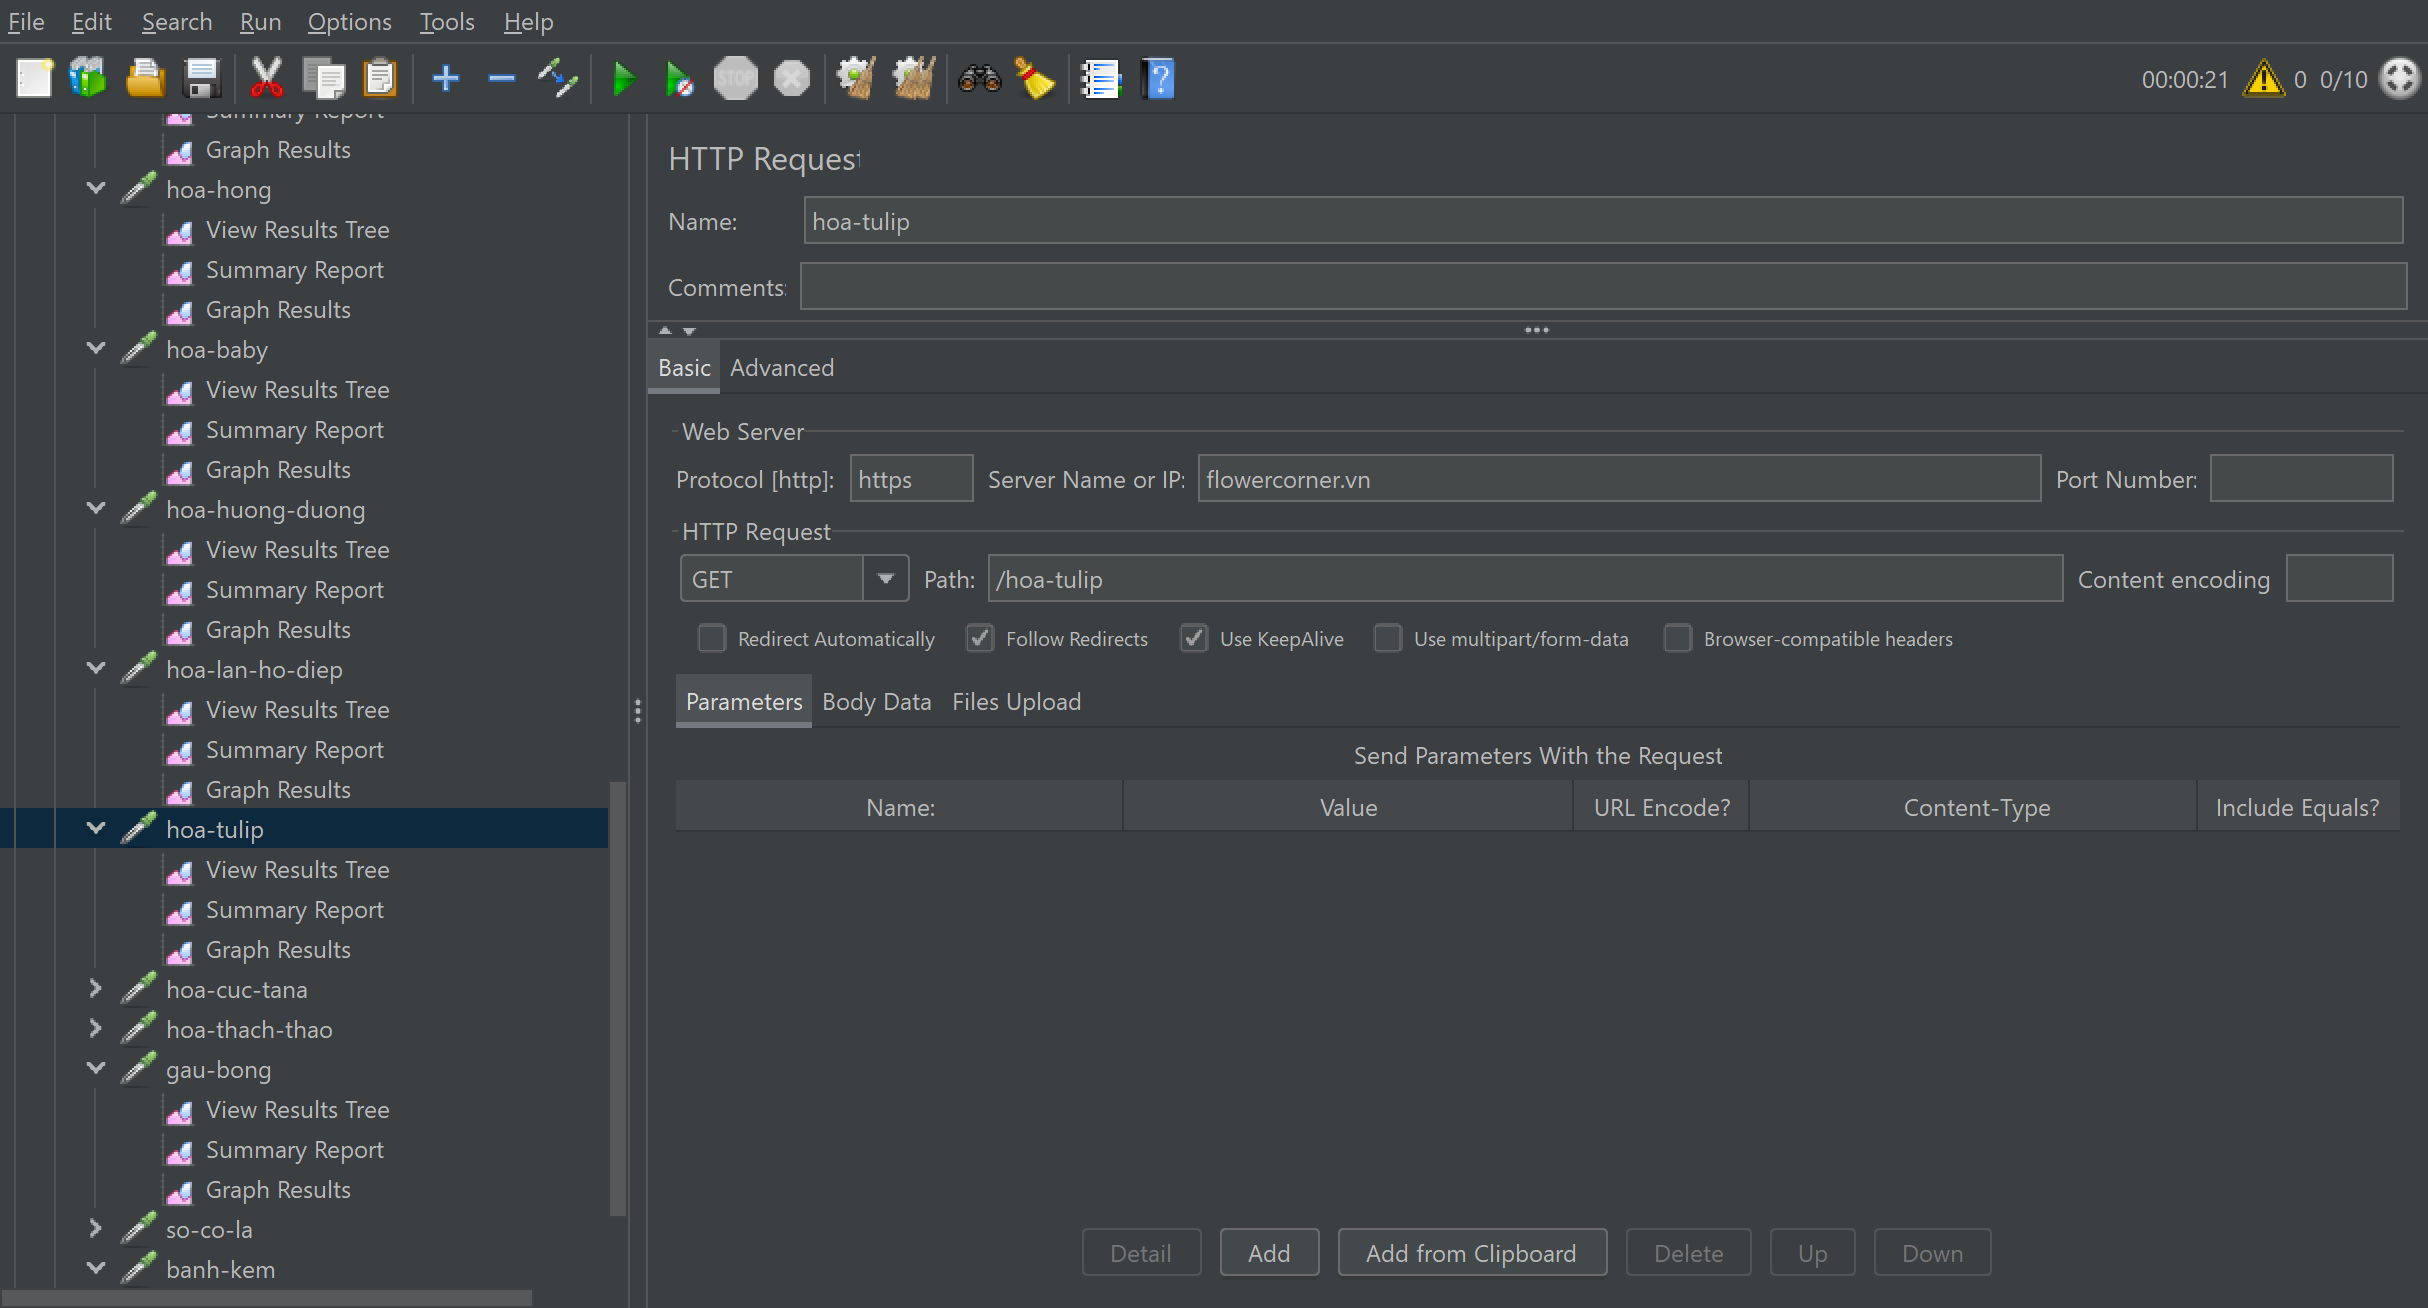 File Edit Search Run Options Tools Help
STOP
00:00:21 0 0/10
Summary Report
Graph Results
hoa-hong
View Results Tree
Summary Report
Graph Results
hoa-baby
View Results Tree
Summary Report
Graph Results
hoa-huong-duong
View Results Tree
Summary Report
Graph Results
hoa-lan-ho-diep
View Results Tree
Summary Report
Graph Results
hoa-tulip
View Results Tree
Summary Report
Graph Results
hoa-cuc-tana
hoa-thach-thao
gau-bong
View Results Tree
Summary Report
Graph Results
so-co-la
banh-kem
HTTP Request
Name: hoa-tulip
Comments:
Basic Advanced
Web Server
Protocol [http]: https Server Name or IP: flowercorner.vn Port Number:
HTTP Request
GET Path: /hoa-tulip Content encoding
Redirect Automatically Follow Redirects Use KeepAlive Use multipart/form-data Browser-compatible headers
Parameters Body Data Files Upload
Send Parameters With the Request
Name: Value URL Encode? Content-Type Include Equals?
Detail Add Add from Clipboard Delete Up Down